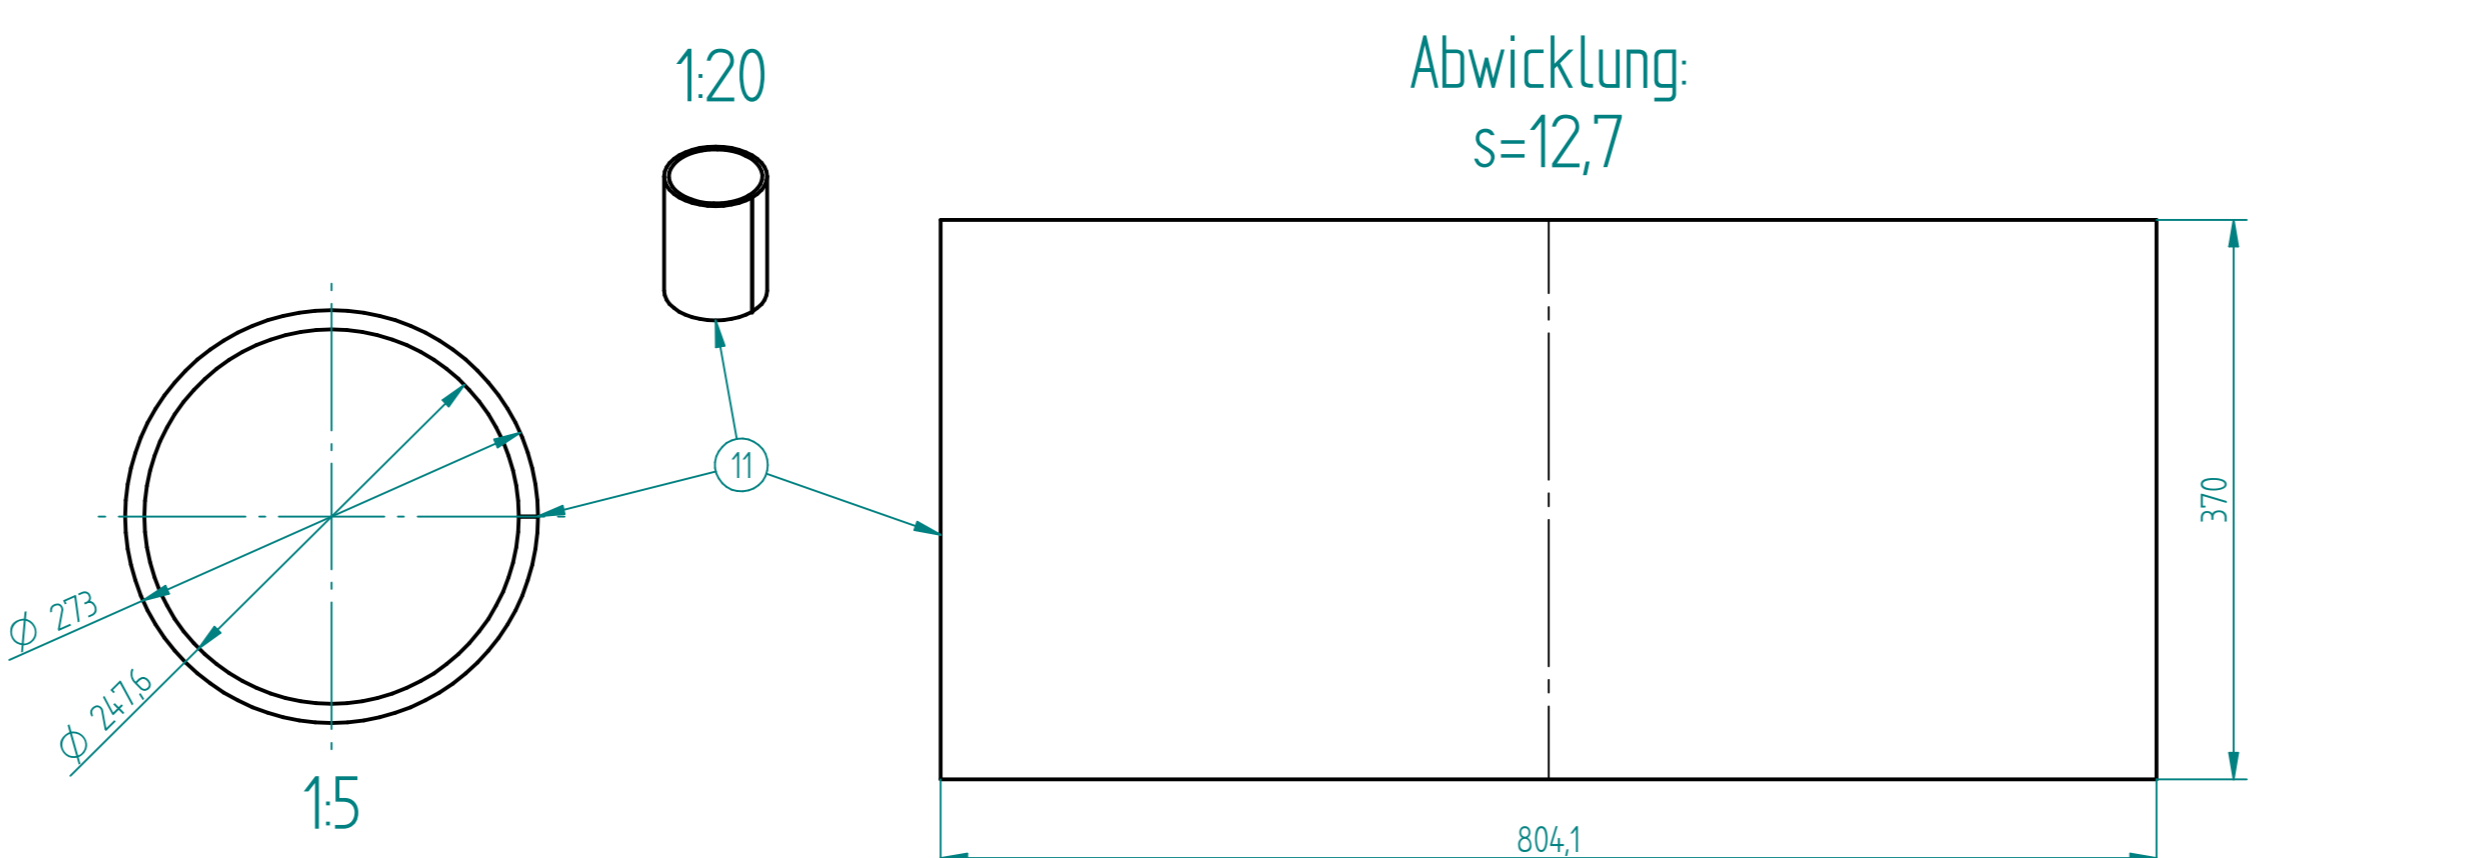 1:20
Abwicklung:
s=12,7
11
370
ϕ 273
ϕ 247,6
1:5
804,1